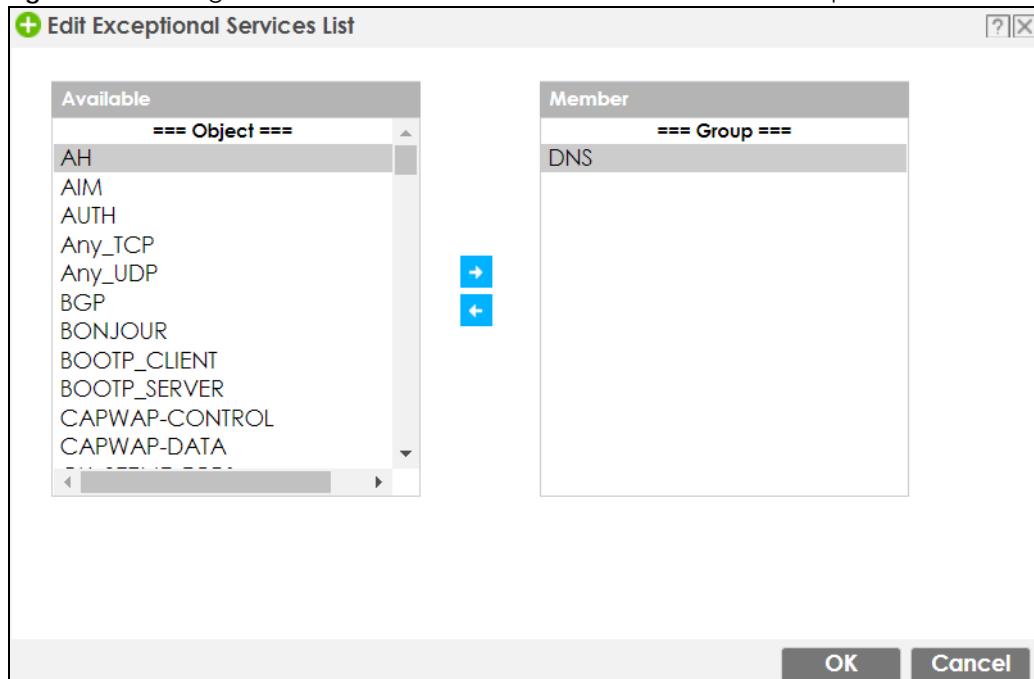 Edit Exceptional Services List
?
Available
=== Object ===
AH
AIM
AUTH
Any_TCP
Any_UDP
BGP
BONJOUR
BOOTP_CLIENT
BOOTP_SERVER
CAPWAP-CONTROL
CAPWAP-DATA
Member
=== Group ===
DNS
OK
Cancel